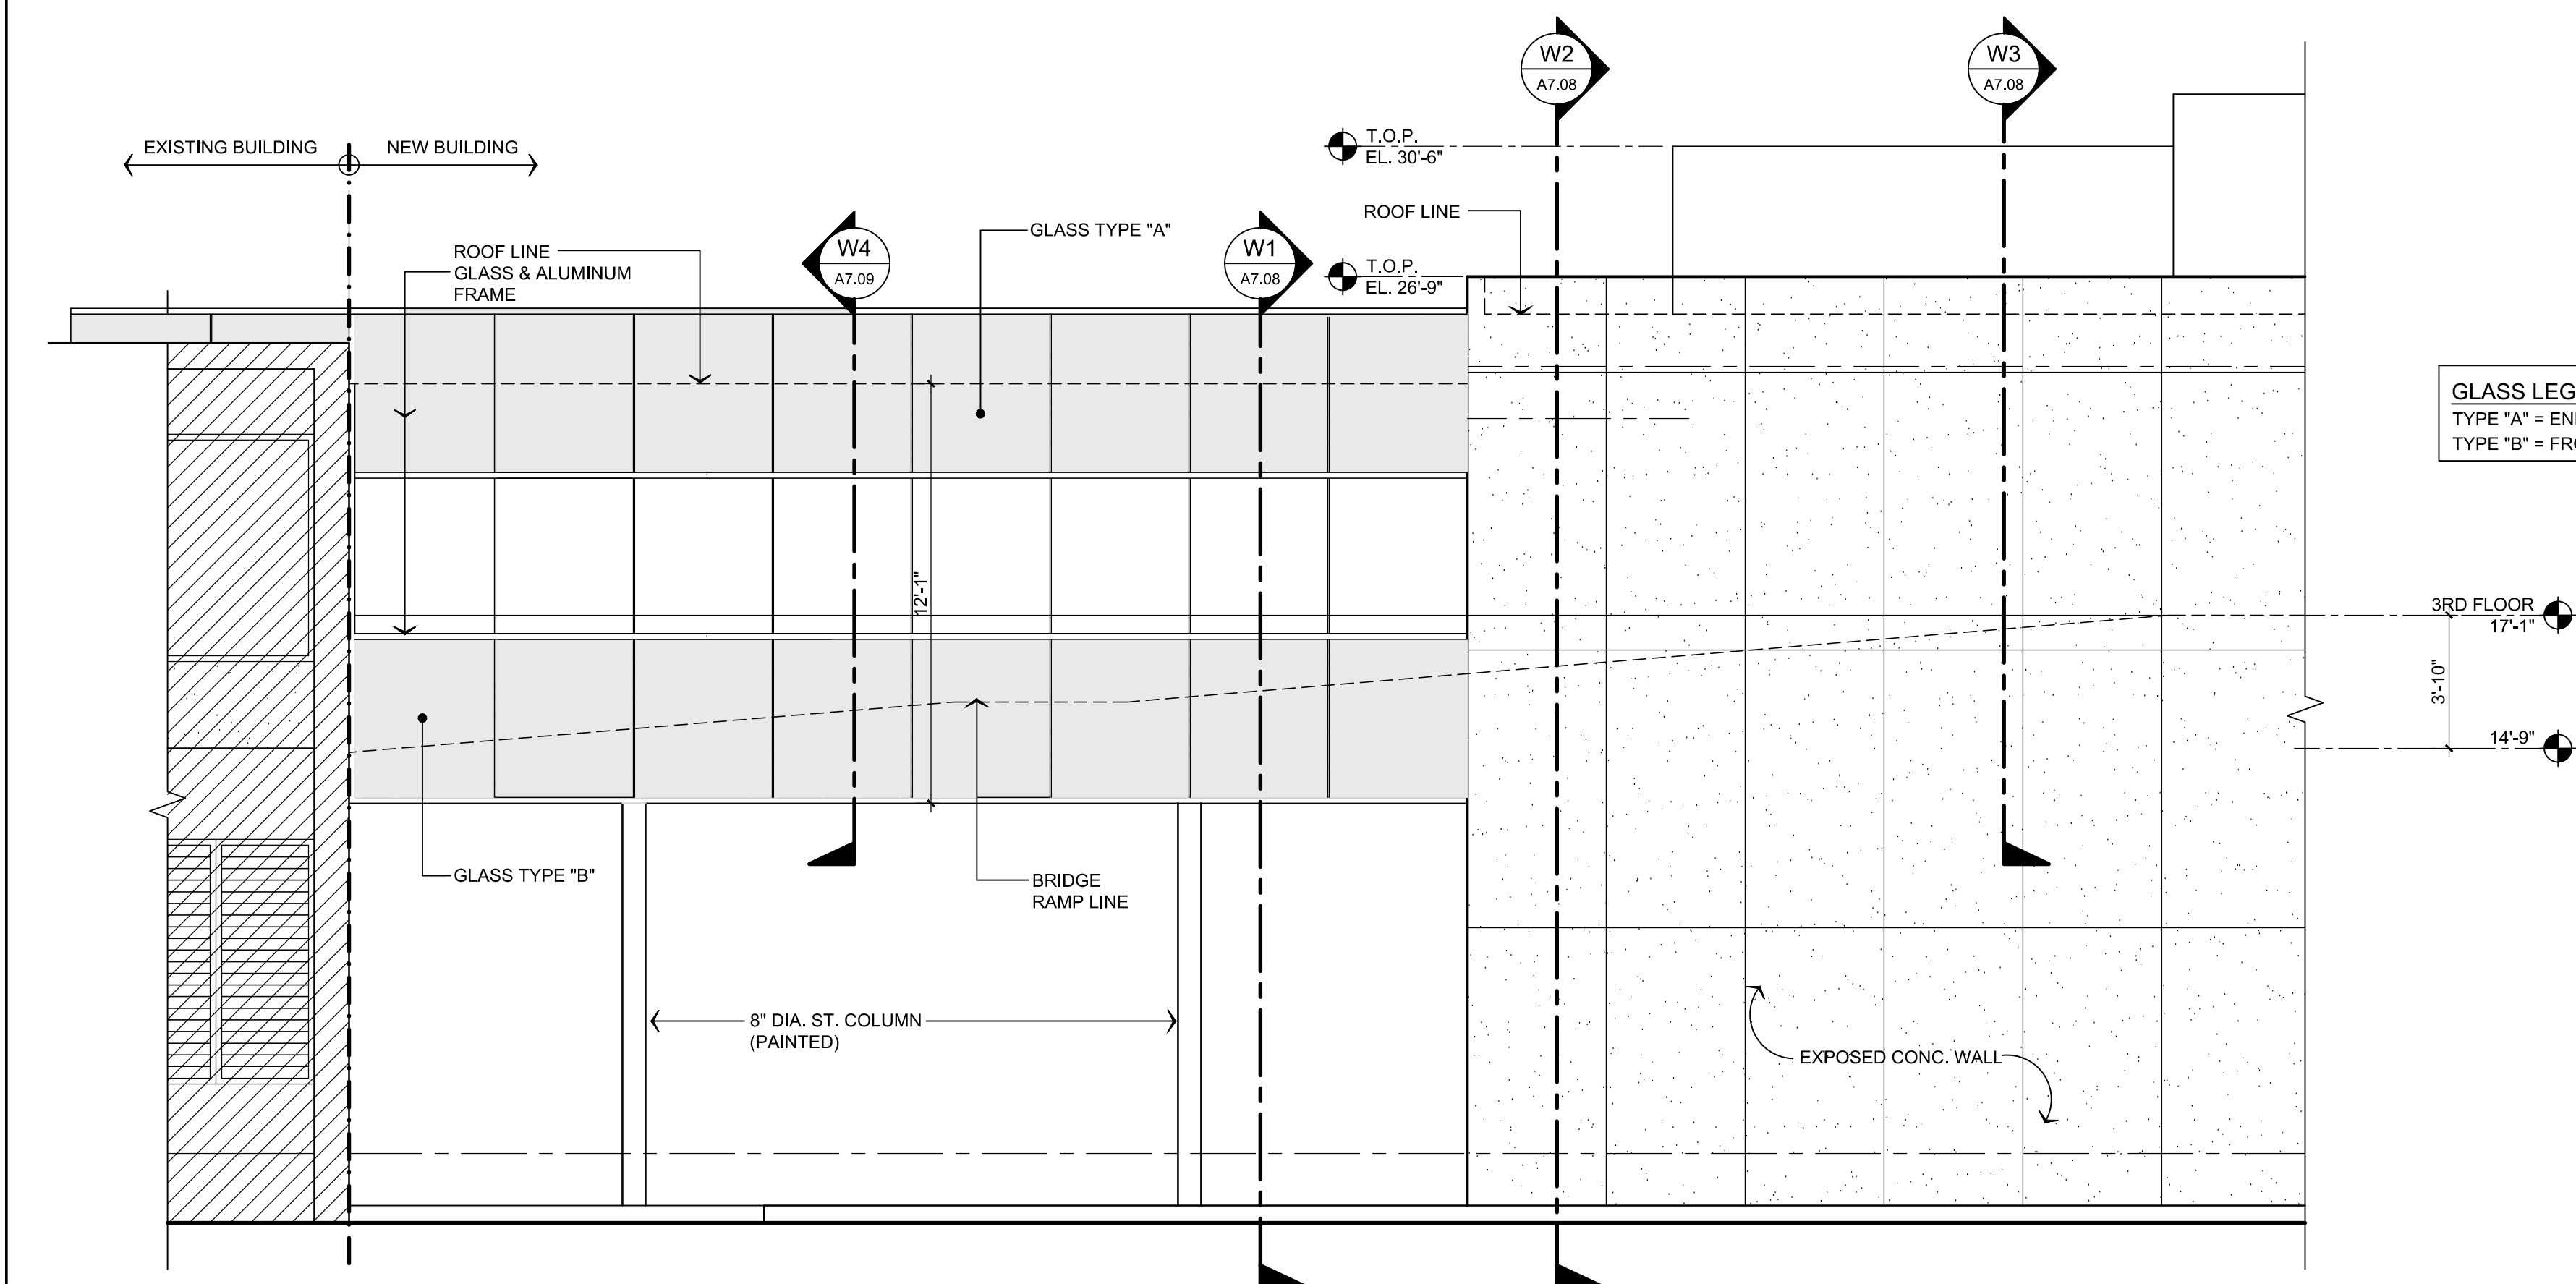 W2
A7.08
W3
A7.08
T.O.P.
EL. 30'-6"
EXISTING BUILDING
NEW BUILDING
ROOF LINE
GLASS TYPE "A"
W4
A7.09
W1
A7.08
ROOF LINE
GLASS & ALUMINUM
FRAME
T.O.P.
EL. 26'-9"
GLASS LEG
TYPE "A" =
TYPE "B" =
12'-1"
3RD FLOOR
17'-1"
3'-10"
14'-9"
GLASS TYPE "B"
BRIDGE
RAMP LINE
8" DIA. ST. COLUMN
(PAINTED)
EXPOSED CONC. WALL